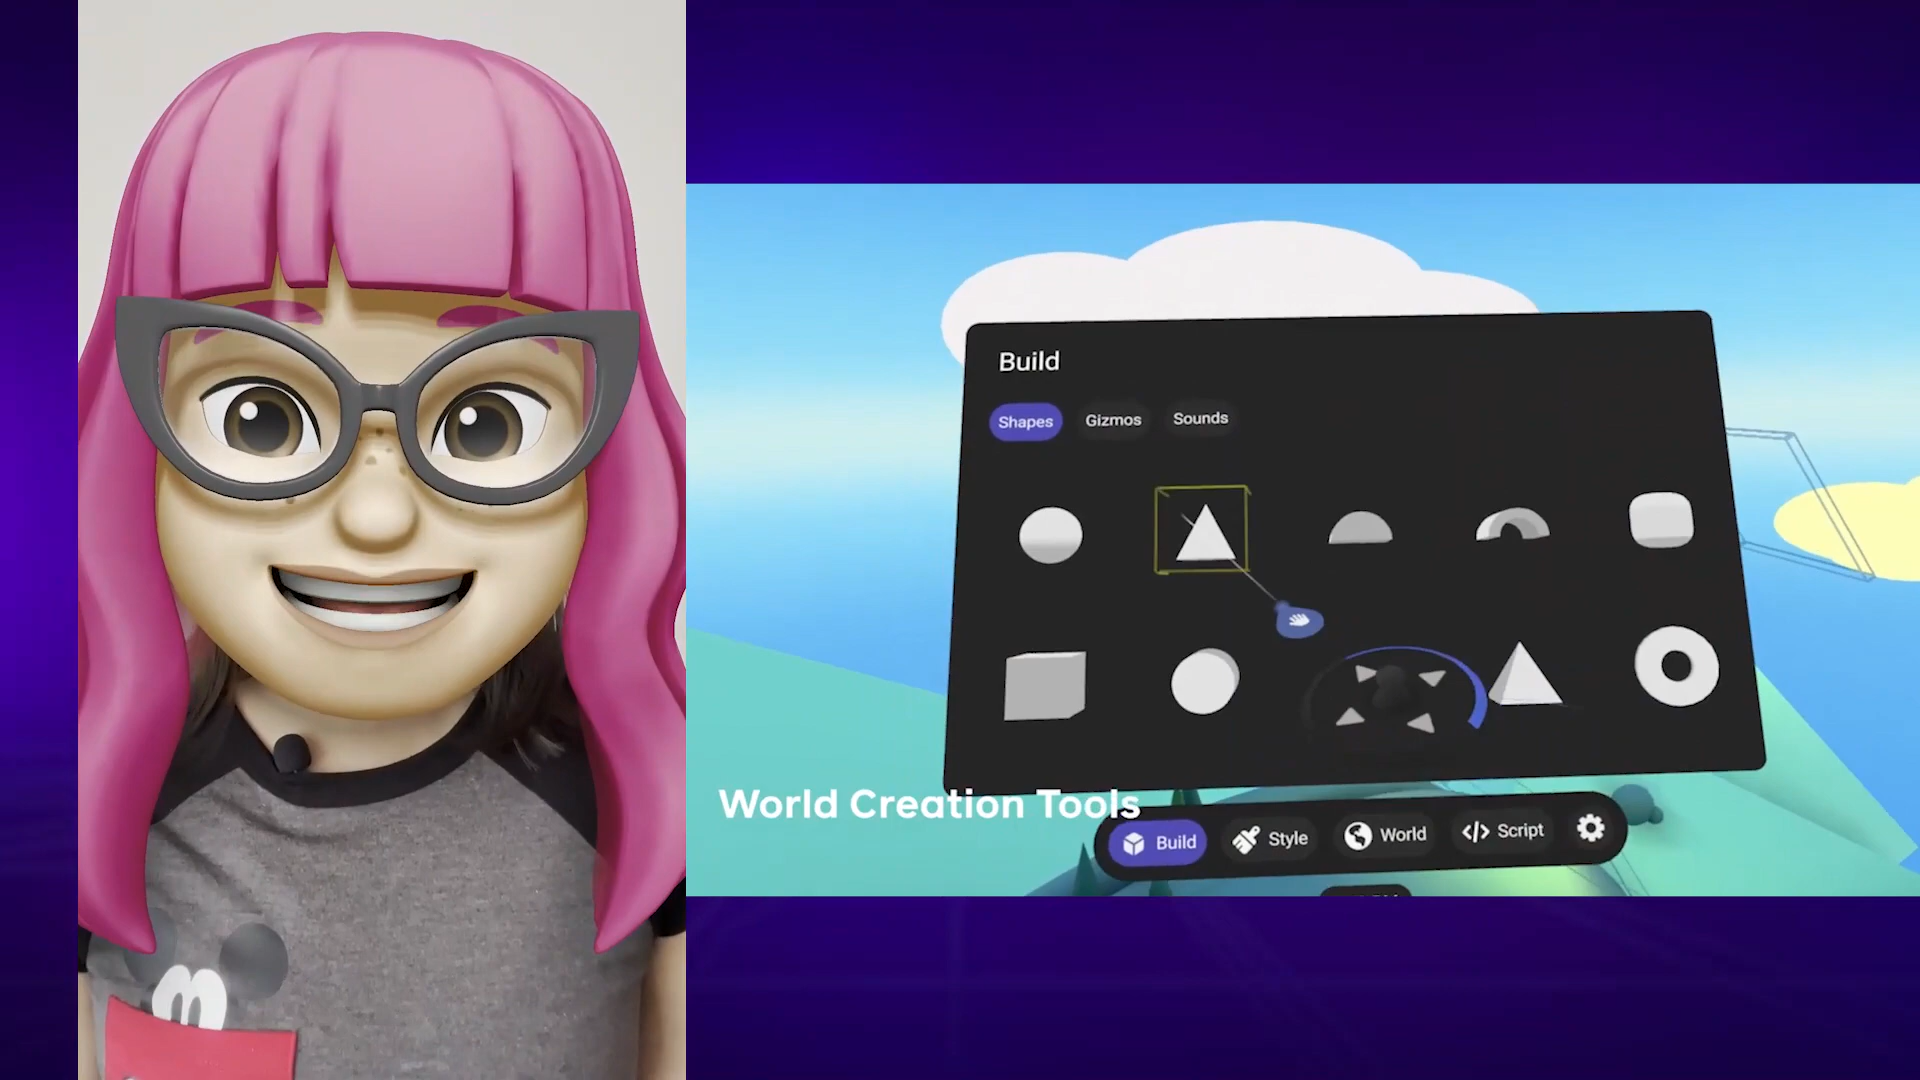 Build
Shapes
Gizmos
Sounds
World Creation Tools
Build
Style
World
</> Script